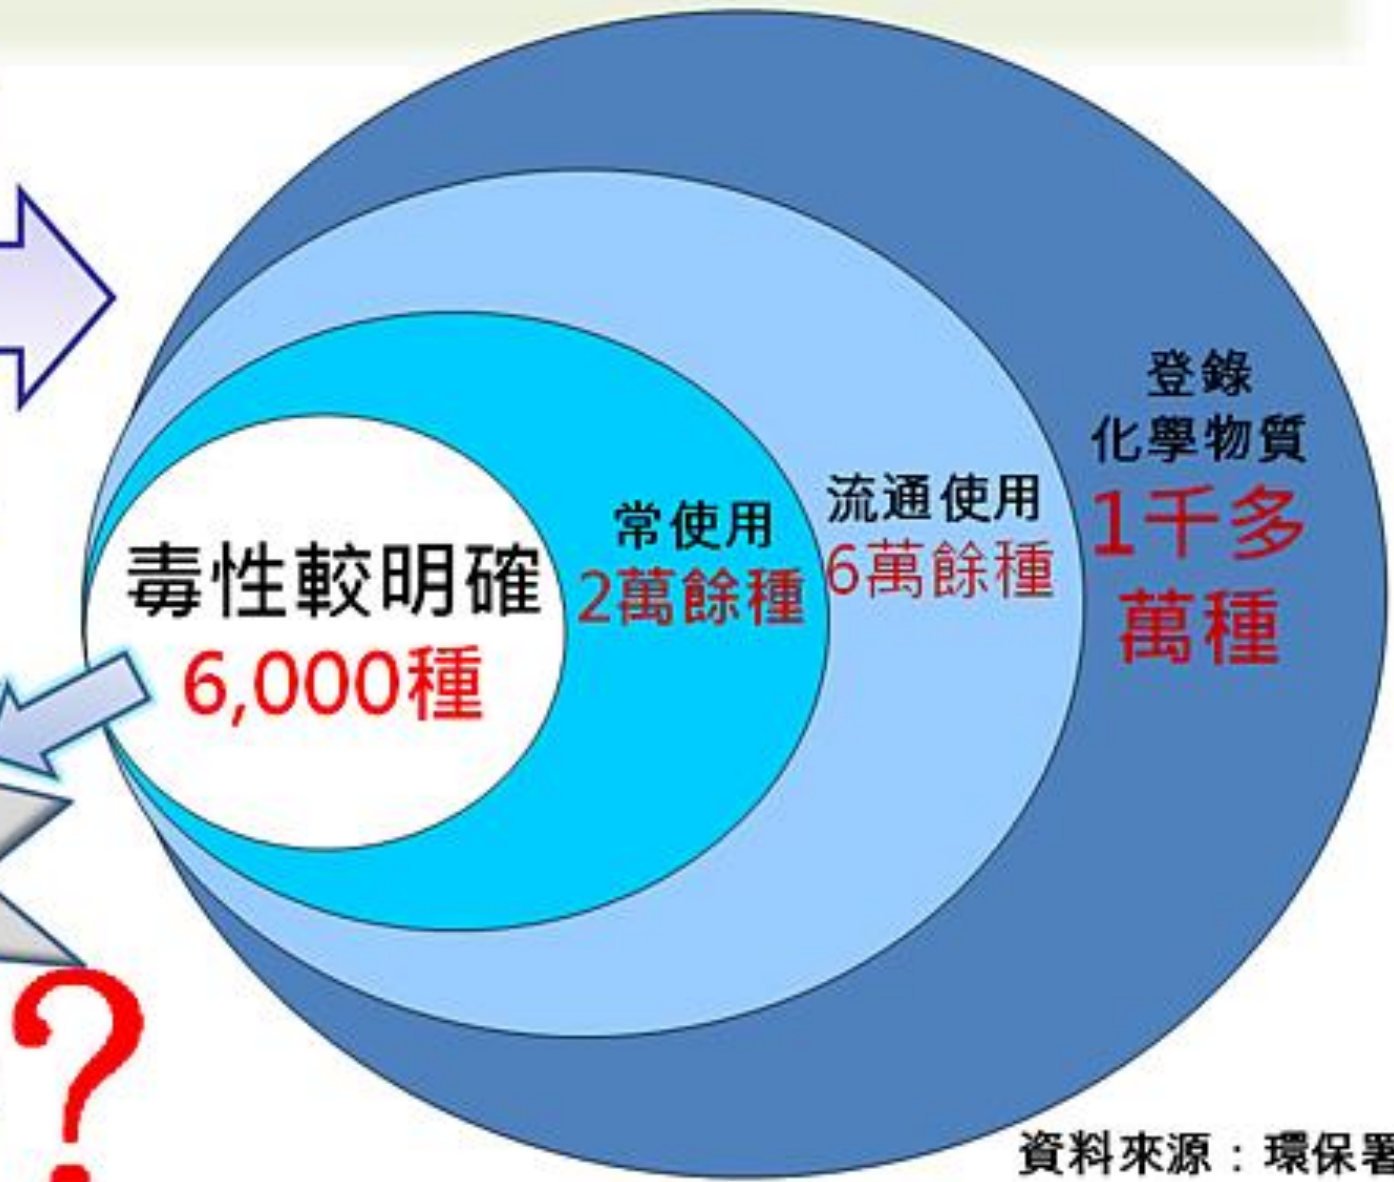 登錄
化學物質
1千多
萬種
流通使用
6萬餘種
常使用
2萬餘種
毒性較明確
6,000種
?
資料來源：環保署